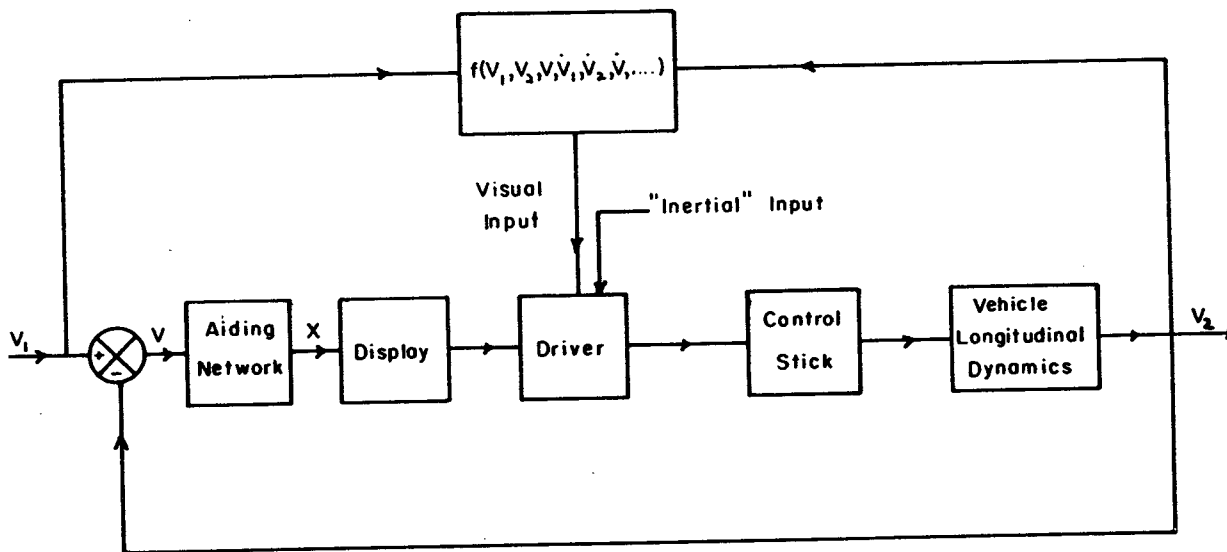 f(V₁,V₂,V,V̇₁,V̇₂,V̇,....)
Visual
Input
"Inertial" Input
V₁
+
-
V
Aiding
Network
X
Display
Driver
Control
Stick
Vehicle
Longitudinal
Dynamics
V₂